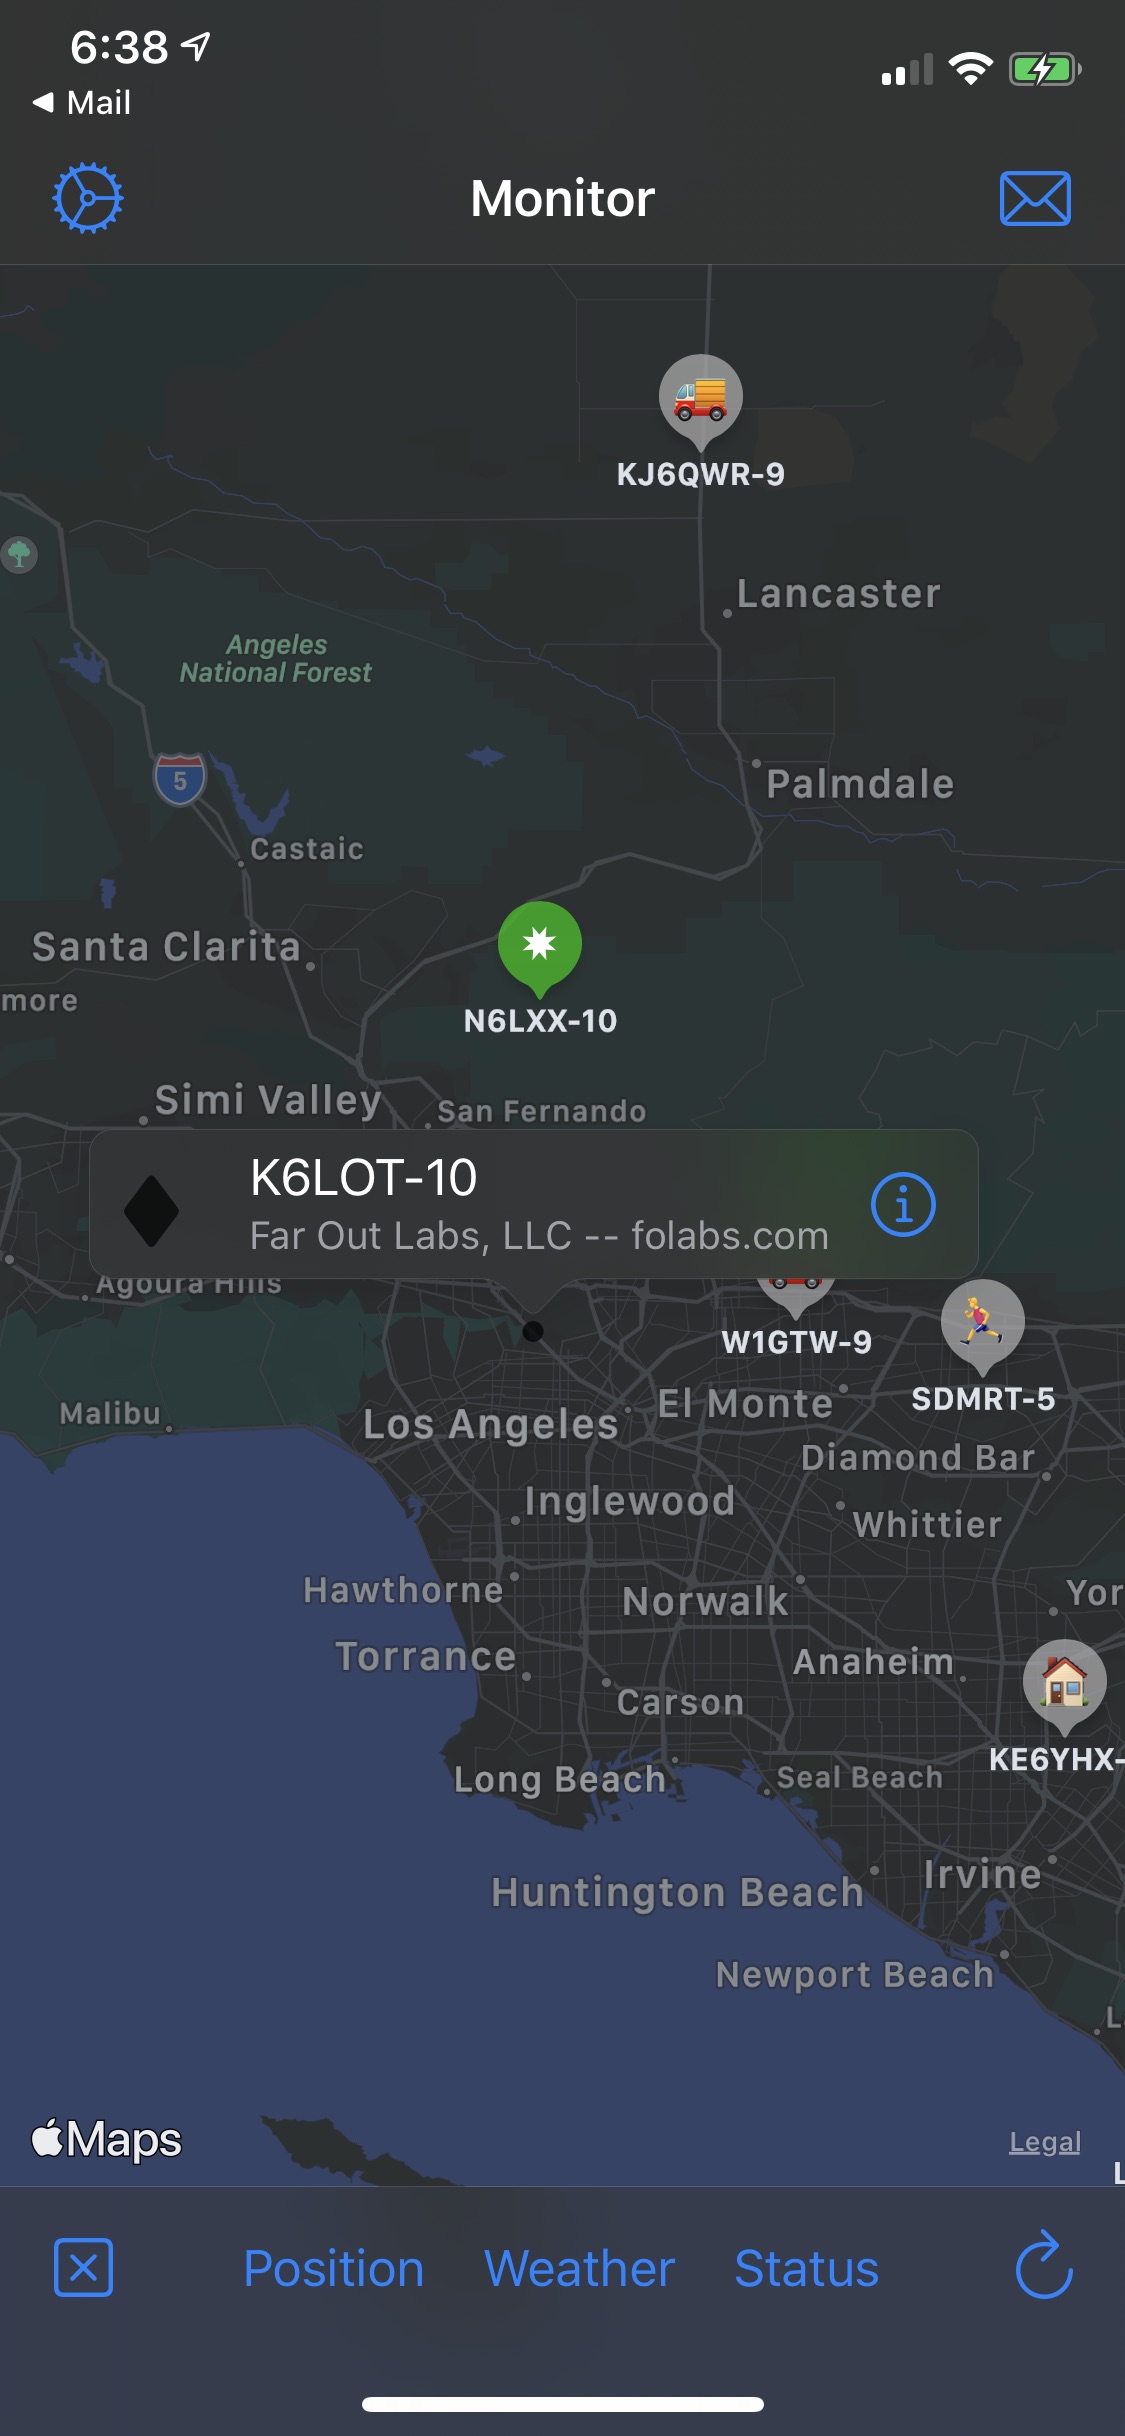 6:38
Mail
Monitor
KJ6QWR-9
Lancaster
Angeles
National Forest
5
Palmdale
Castaic
Santa Clarita
more
N6LXX-10
Simi Valley
San Fernando
K6LOT-10
Far Out Labs, LLC -- folabs.com
Agoura Hills
W1GTW-9
SDMRT-5
El Monte
Malibu
Los Angeles
Diamond Bar
Inglewood
Whittier
Hawthorne
Norwalk
Yor
Torrance
Anaheim
Carson
KE6YHX-
Long Beach
Seal Beach
Irvine
Huntington Beach
Newport Beach
L
Maps
Legal
L
Position
Weather
Status